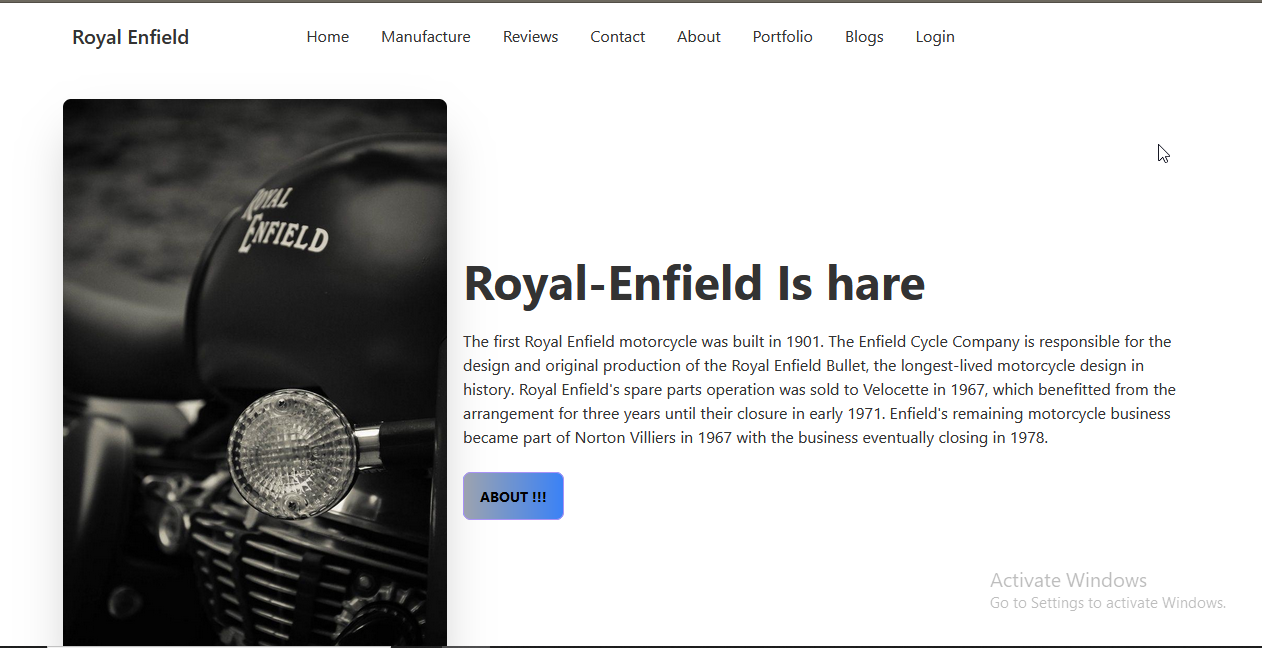 Royal Enfield
Home Manufacture Reviews Contact About Portfolio Blogs Login
ROYAL
ENFIELD
Royal-Enfield Is hare
The first Royal Enfield motorcycle was built in 1901. The Enfield Cycle Company is responsible for the
design and original production of the Royal Enfield Bullet, the longest-lived motorcycle design in
history. Royal Enfield's spare parts operation was sold to Velocette in 1967, which benefitted from the
arrangement for three years until their closure in early 1971. Enfield's remaining motorcycle business
became part of Norton Villiers in 1967 with the business eventually closing in 1978.
ABOUT !!!
Activate Windows
Go to Settings to activate Windows.